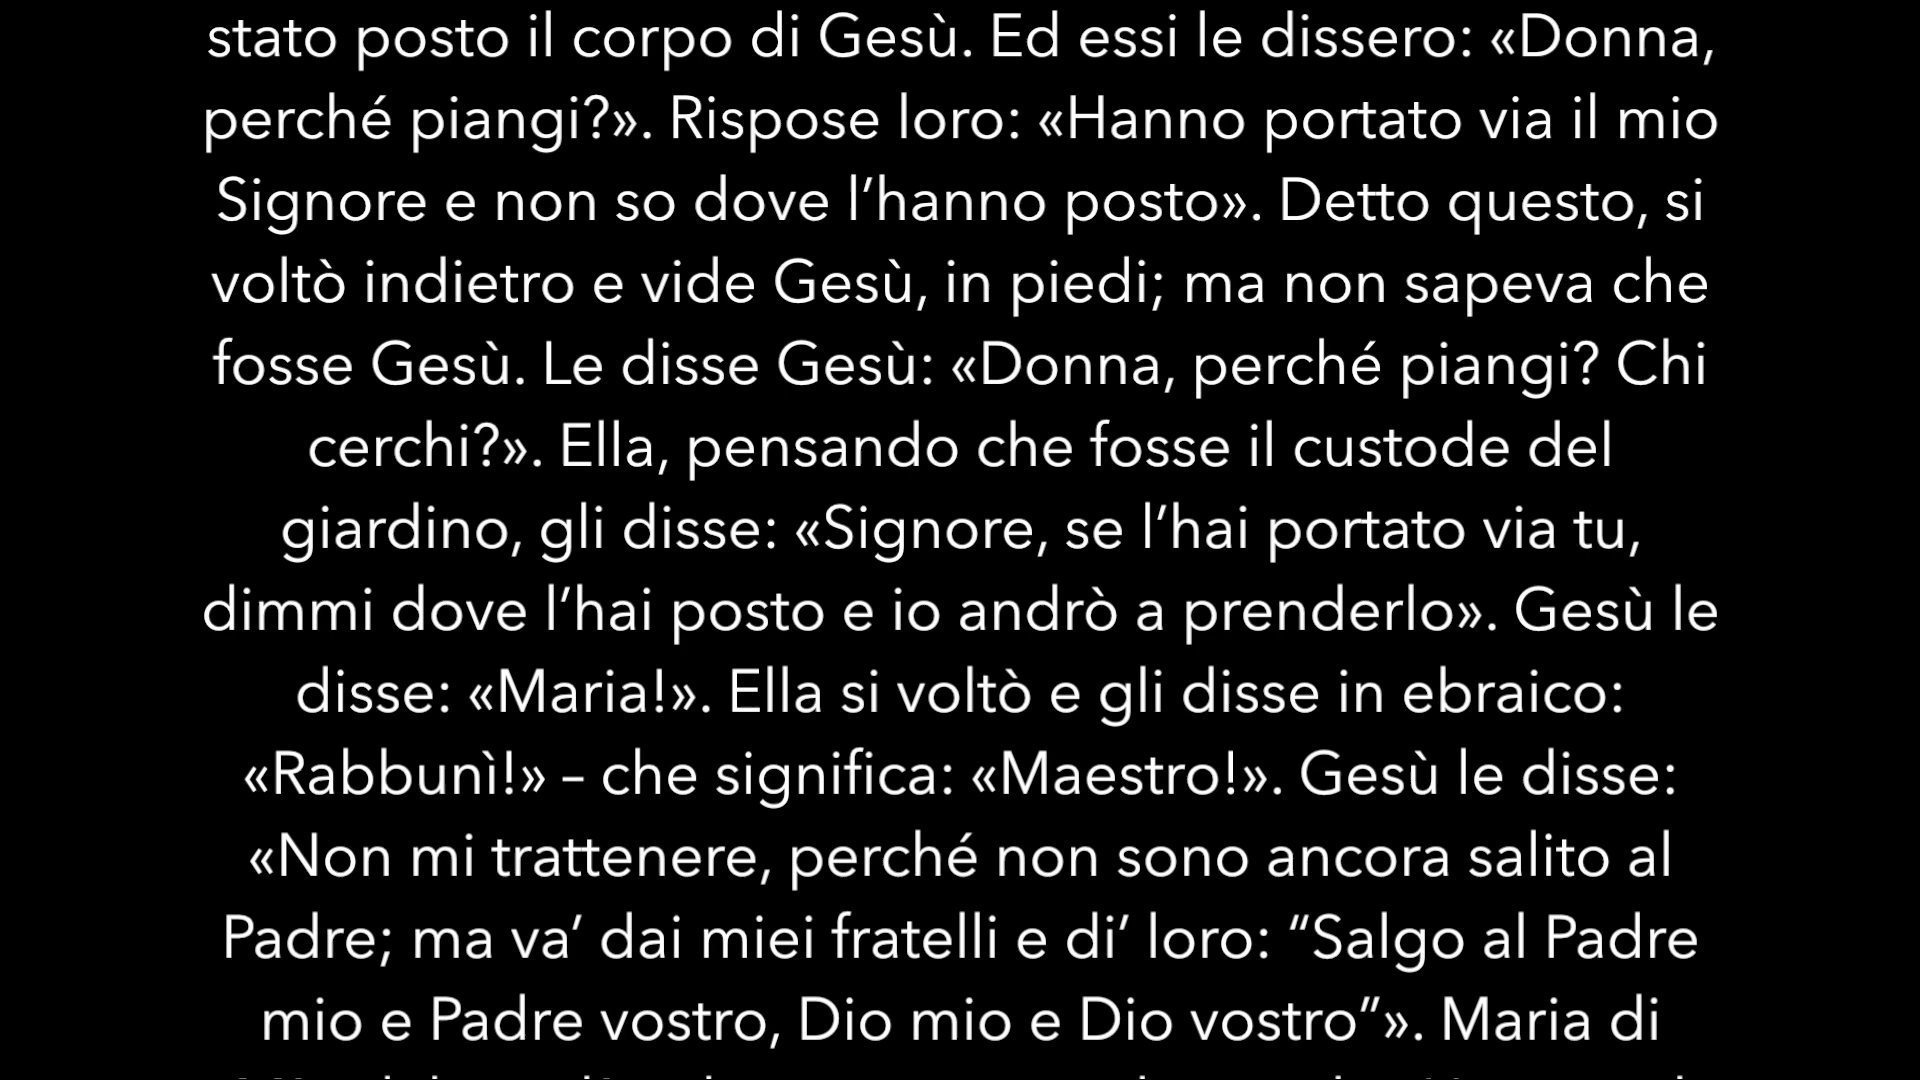 stato posto il corpo di Gesù. Ed essi le dissero: «Donna,
perché piangi?». Rispose loro: «Hanno portato via il mio
Signore e non so dove l’hanno posto». Detto questo, si
voltò indietro e vide Gesù, in piedi; ma non sapeva che
fosse Gesù. Le disse Gesù: «Donna, perché piangi? Chi
cerchi?». Ella, pensando che fosse il custode del
giardino, gli disse: «Signore, se l’hai portato via tu,
dimmi dove l’hai posto e io andrò a prenderlo». Gesù le
disse: «Maria!». Ella si voltò e gli disse in ebraico:
«Rabbunì!» – che significa: «Maestro!». Gesù le disse:
«Non mi trattenere, perché non sono ancora salito al
Padre; ma va’ dai miei fratelli e di’ loro: “Salgo al Padre
mio e Padre vostro, Dio mio e Dio vostro”». Maria di